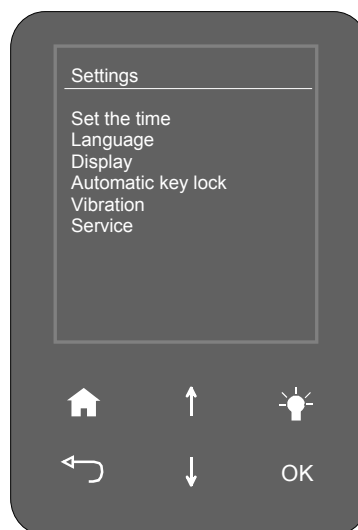 Settings
Set the time
Language
Display
Automatic key lock
Vibration
Service
OK